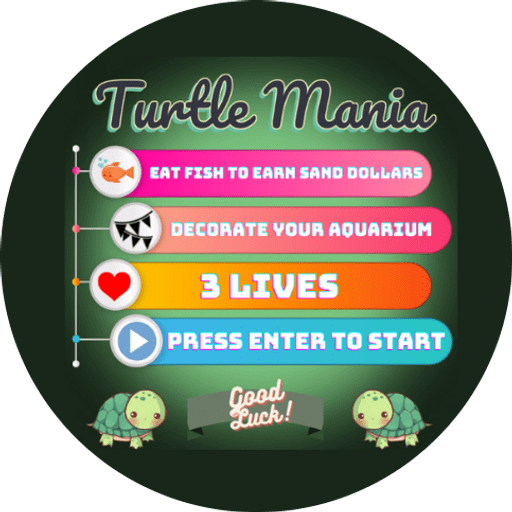 Turtle Mania
EAT FISH TO EARN SAND DOLLARS
DECORATE YOUR AQUARIUM
3 LIVES
PRESS ENTER TO START
Good
Luck!